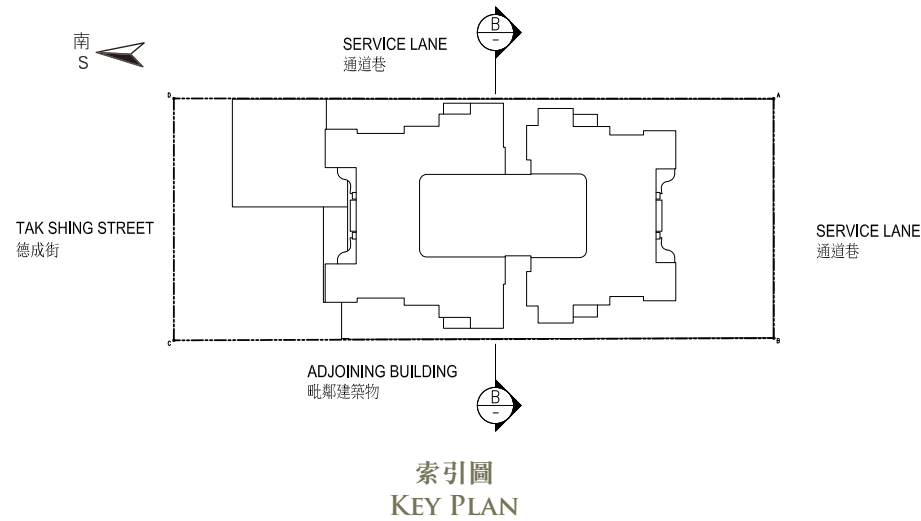 南
S
SERVICE LANE
通道巷
B
-
D
A
TAK SHING STREET
德成街
SERVICE LANE
通道巷
C
B
ADJOINING BUILDING
毗鄰建築物
B
-
索引圖
KEY PLAN